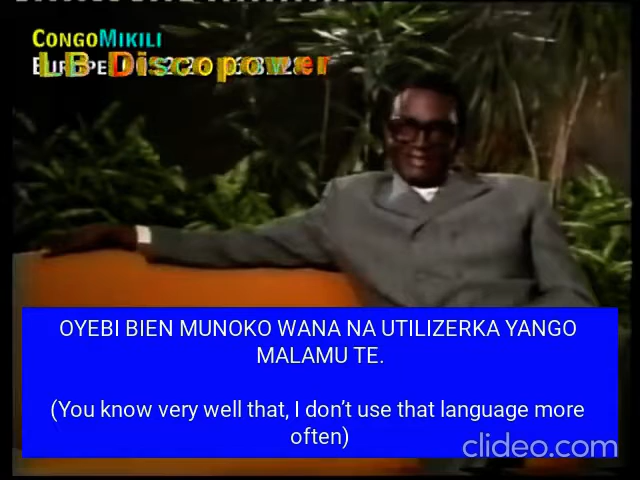 CONGOMIKILI
LB Discopower
OYEBI BIEN MUNOKO WANA NA UTILIZERKA YANGO
MALAMU TE.
(You know very well that, I don't use that language more
often)
clideo.com